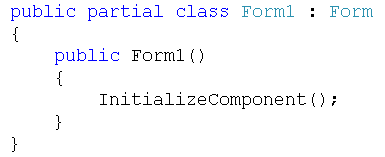 public partial class Form1 : Form
{
    public Form1()
    {
        InitializeComponent();
    }
}